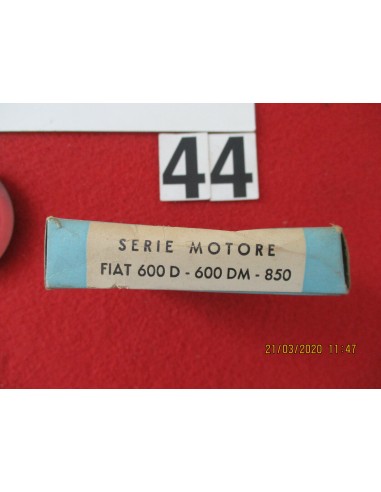 44
SERIE MOTORE
FIAT 600 D - 600 DM - 850
21/03/2020 11:47